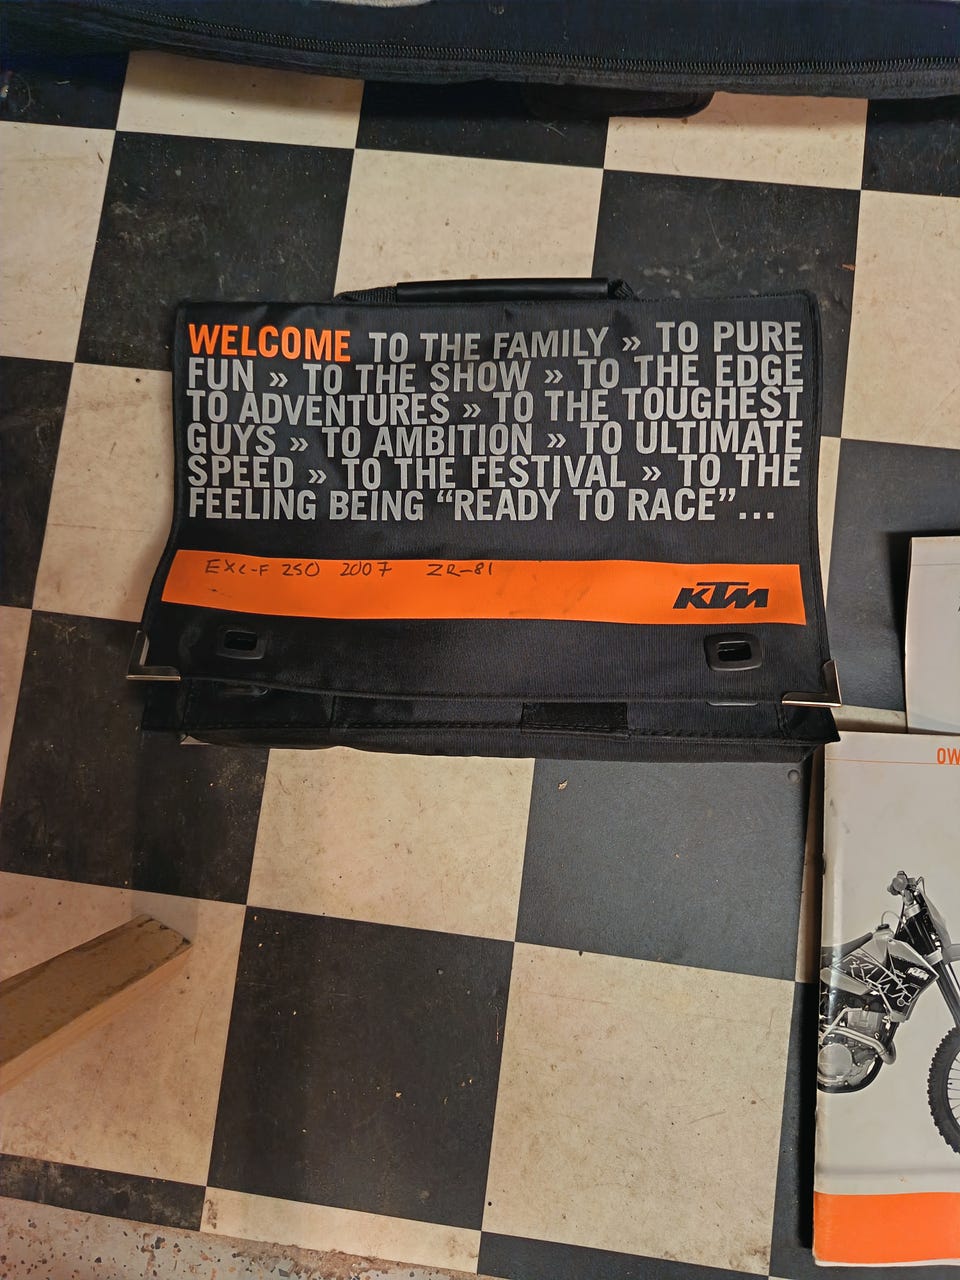 WELCOME TO THE FAMILY » TO PURE
FUN » TO THE SHOW » TO THE EDGE
TO ADVENTURES » TO THE TOUGHEST
GUYS » TO AMBITION » TO ULTIMATE
SPEED » TO THE FESTIVAL » TO THE
FEELING BEING “READY TO RACE”...
EXC-F 250 2007 ZR-81
KTM
OW
KTM